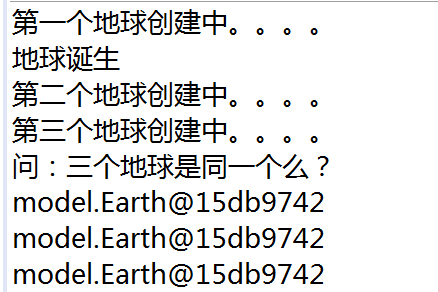 第一个地球创建中。。。。
地球诞生
第二个地球创建中。。。。
第三个地球创建中。。。。
问：三个地球是同一个么？
model.Earth@15db9742
model.Earth@15db9742
model.Earth@15db9742